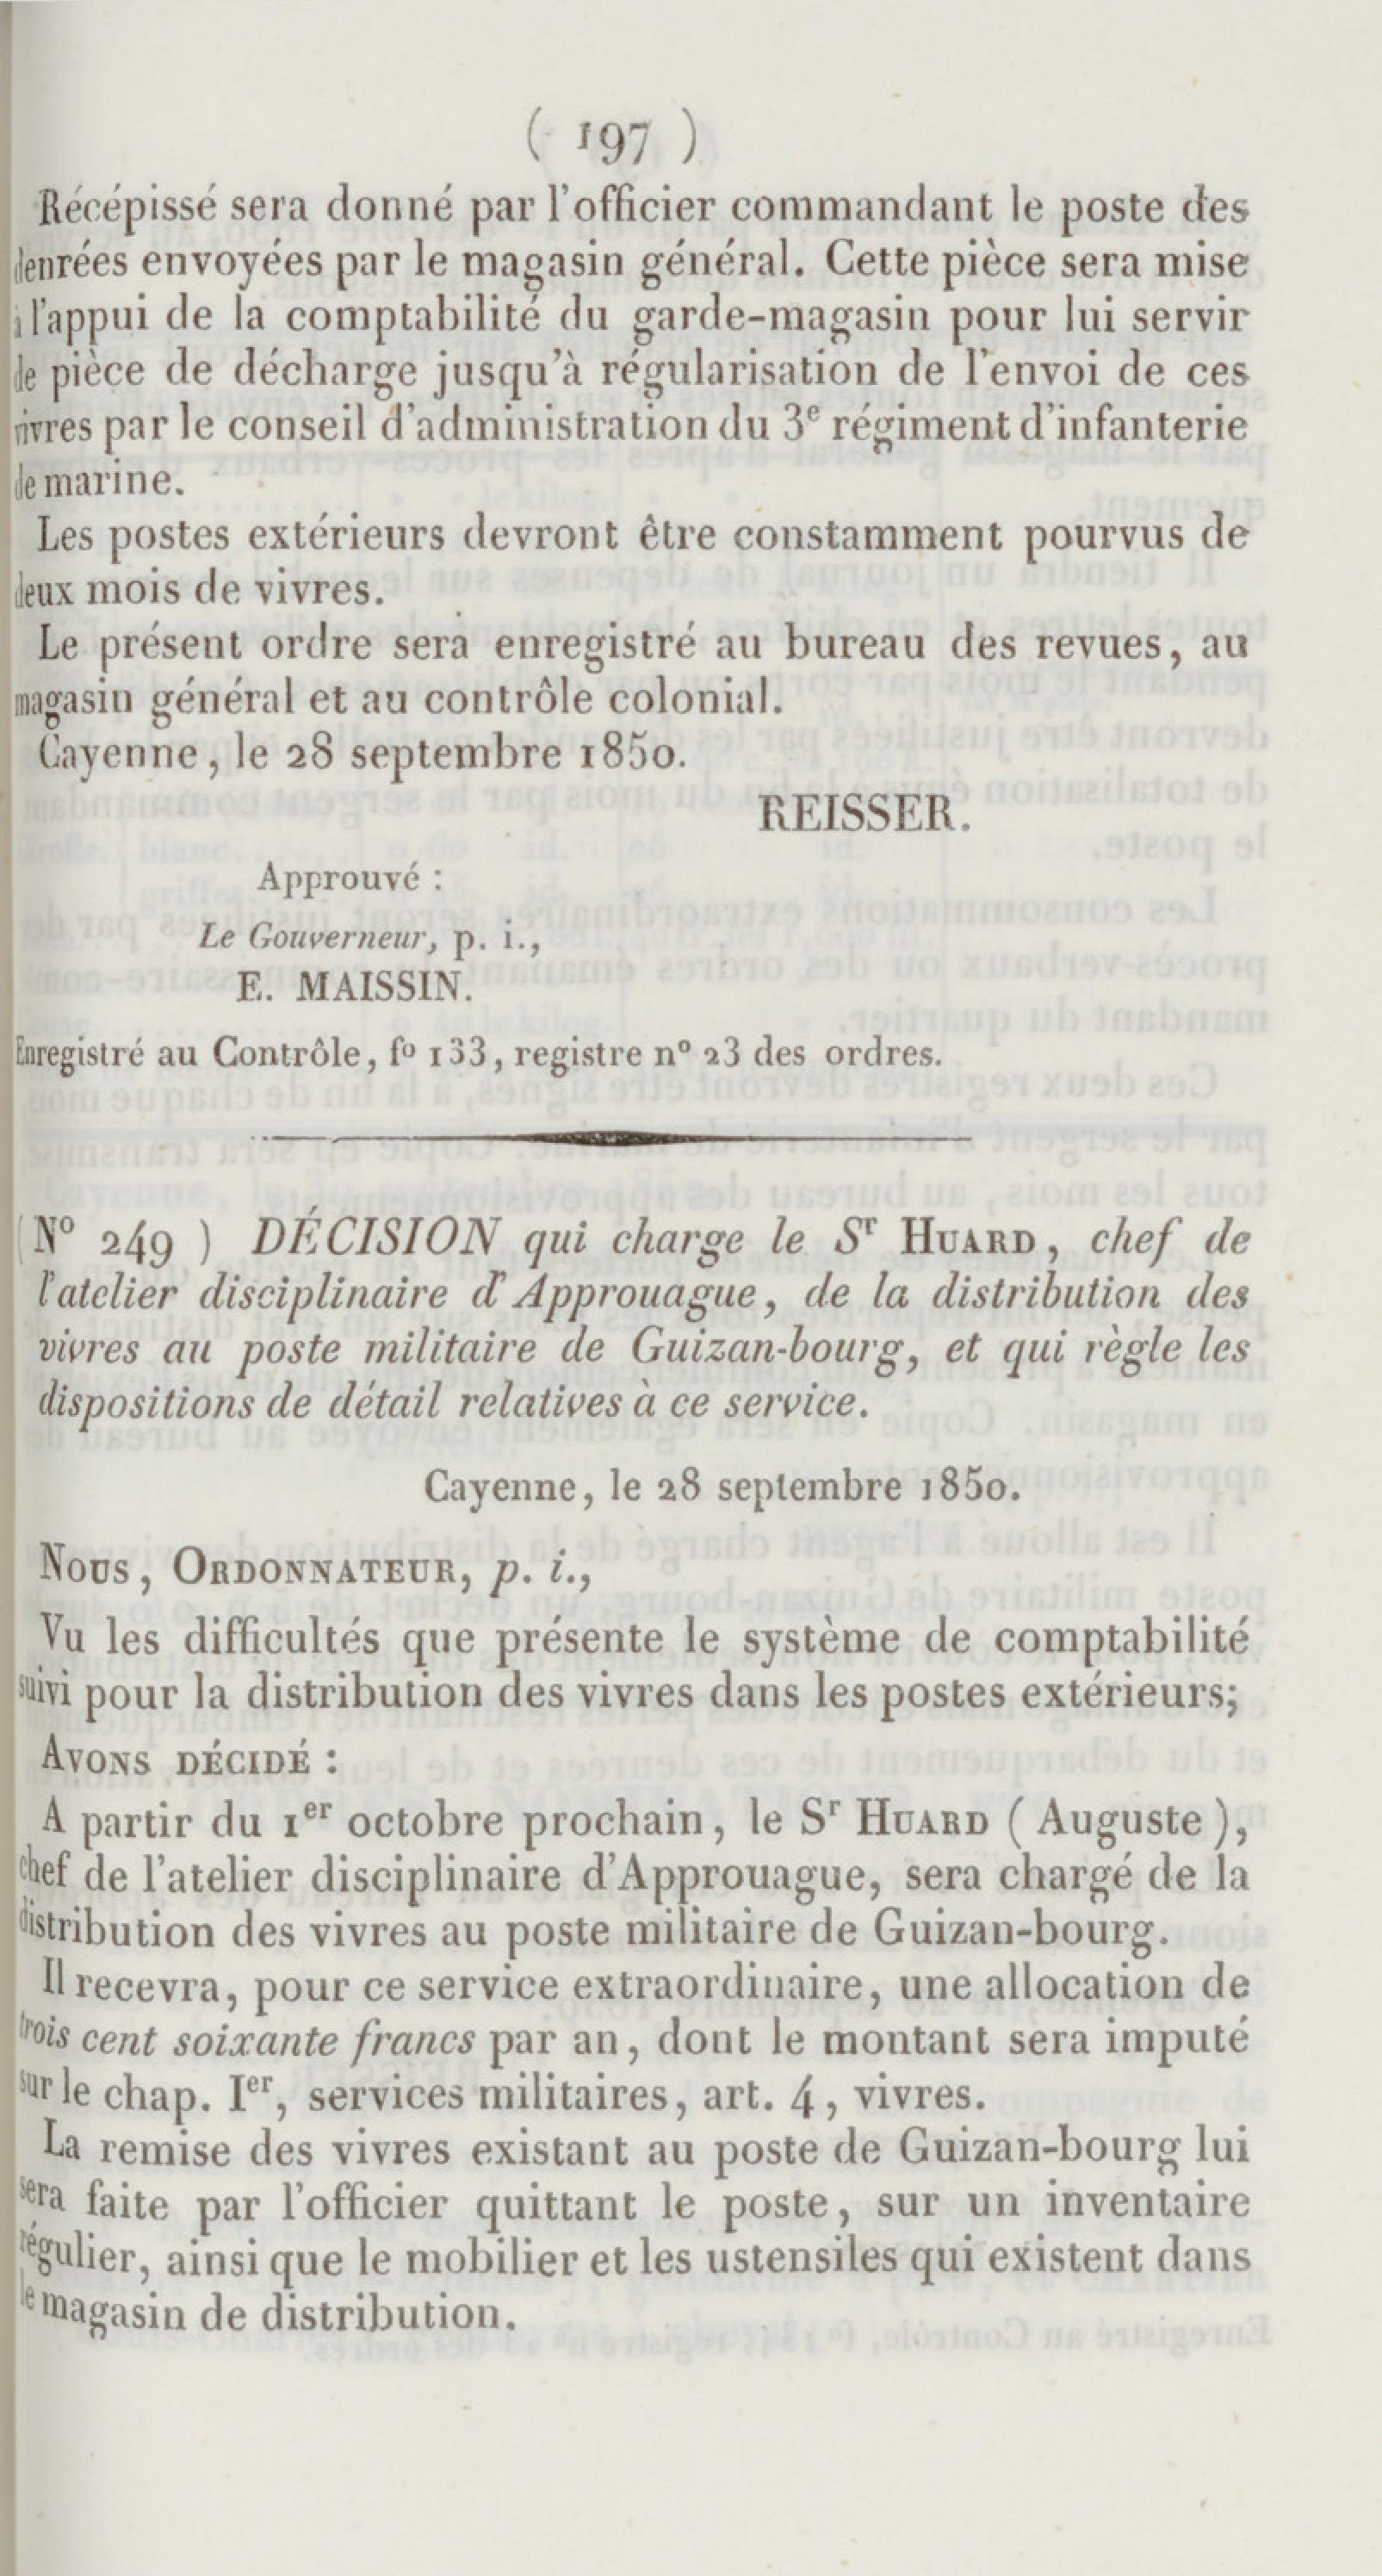 ( 197 )
Récépissé sera donné par l'officier commandant le poste des
denrées envoyées par le magasin général. Cette pièce sera mise
à l'appui de la comptabilité du garde-magasin pour lui servir
de pièce de décharge jusqu'à régularisation de l'envoi de ces
vivres par le conseil d'administration du 3e régiment d'infanterie
de marine.
Les postes extérieurs devront être constamment pourvus de
deux mois de vivres.
Le présent ordre sera enregistré au bureau des revues, au
magasin général et au contrôle colonial.
Cayenne, le 28 septembre 1850.
REISSER.
Approuvé :
Le Gouverneur, p. i.,
E. MAISSIN.
Enregistré au Contrôle, fo 133, registre n° 23 des ordres.
(N° 249 ) DÉCISION qui charge le Sr HUARD, chef de
l'atelier disciplinaire d'Approuague, de la distribution des
vivres au poste militaire de Guizan-bourg, et qui règle les
dispositions de détail relatives à ce service.
Cayenne, le 28 septembre 1850.
NOUS, ORDONNATEUR, p. i.,
Vu les difficultés que présente le système de comptabilité
suivi pour la distribution des vivres dans les postes extérieurs;
AVONS DÉCIDÉ :
A partir du 1er octobre prochain, le Sr HUARD ( Auguste ),
chef de l'atelier disciplinaire d'Approuague, sera chargé de la
distribution des vivres au poste militaire de Guizan-bourg.
Il recevra, pour ce service extraordinaire, une allocation de
trois cent soixante francs par an, dont le montant sera imputé
sur le chap. Ier, services militaires, art. 4, vivres.
La remise des vivres existant au poste de Guizan-bourg lui
sera faite par l'officier quittant le poste, sur un inventaire
régulier, ainsi que le mobilier et les ustensiles qui existent dans
le magasin de distribution.